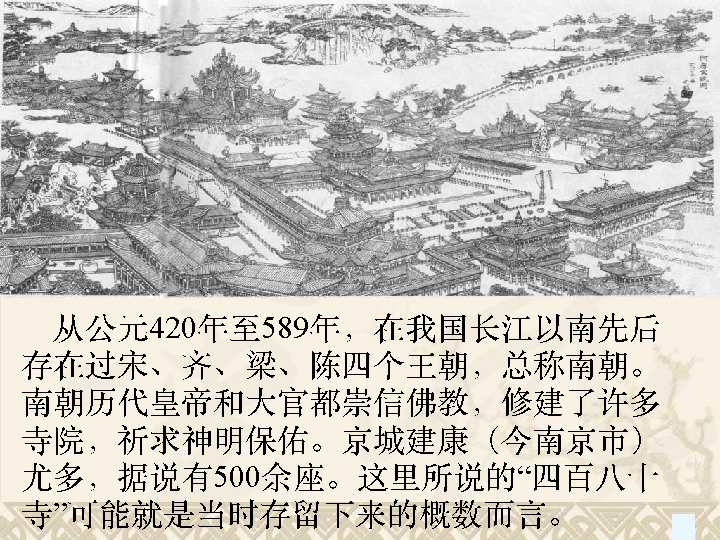 从公元420年至589年，在我国长江以南先后
存在过宋、齐、梁、陈四个王朝，总称南朝。
南朝历代皇帝和大官都崇信佛教，修建了许多
寺院，祈求神明保佑。京城建康（今南京市）
尤多，据说有500余座。这里所说的“四百八十
寺”可能就是当时存留下来的概数而言。